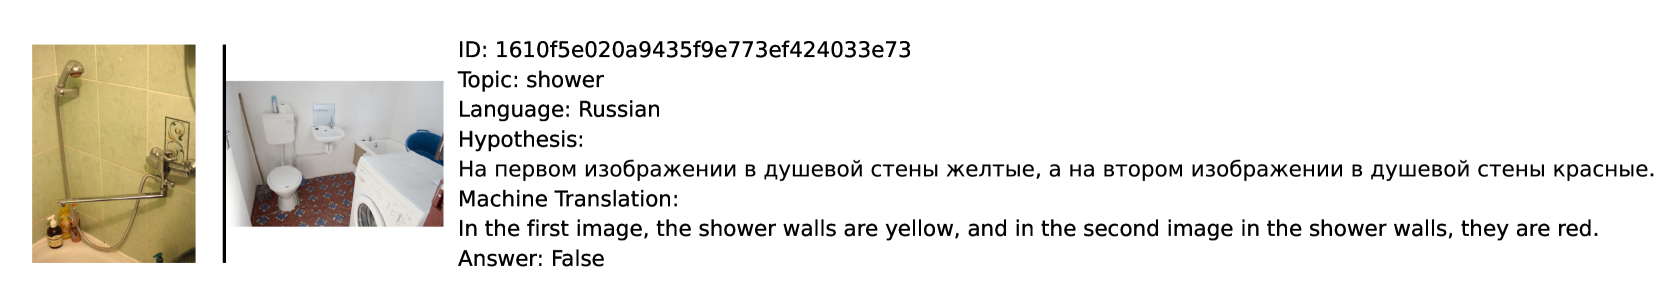 ID: 1610f5e020a9435f9e773ef424033e73
Topic: shower
Language: Russian
Hypothesis:
На первом изображении в душевой стены желтые, а на втором изображении в душевой стены красные.
Machine Translation:
In the first image, the shower walls are yellow, and in the second image in the shower walls, they are red.
Answer: False